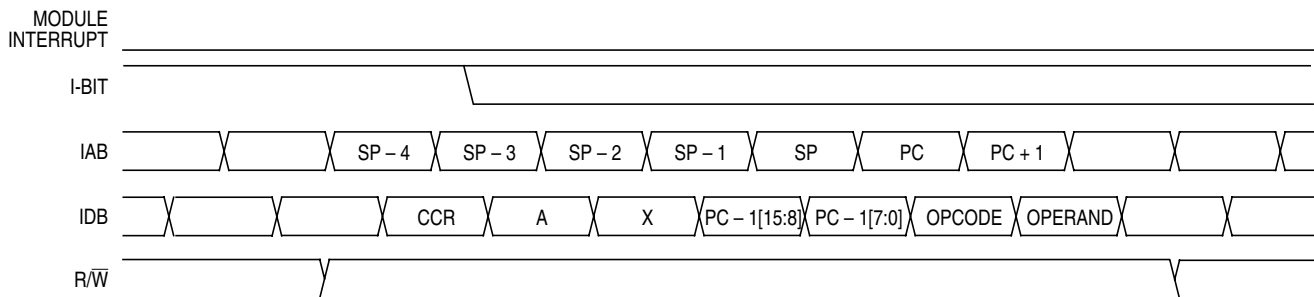 MODULE
INTERRUPT
I-BIT
IAB SP – 4 SP – 3 SP – 2 SP – 1 SP PC PC + 1
IDB CCR A X PC – 1[15:8] PC – 1[7:0] OPCODE OPERAND
R/W̅